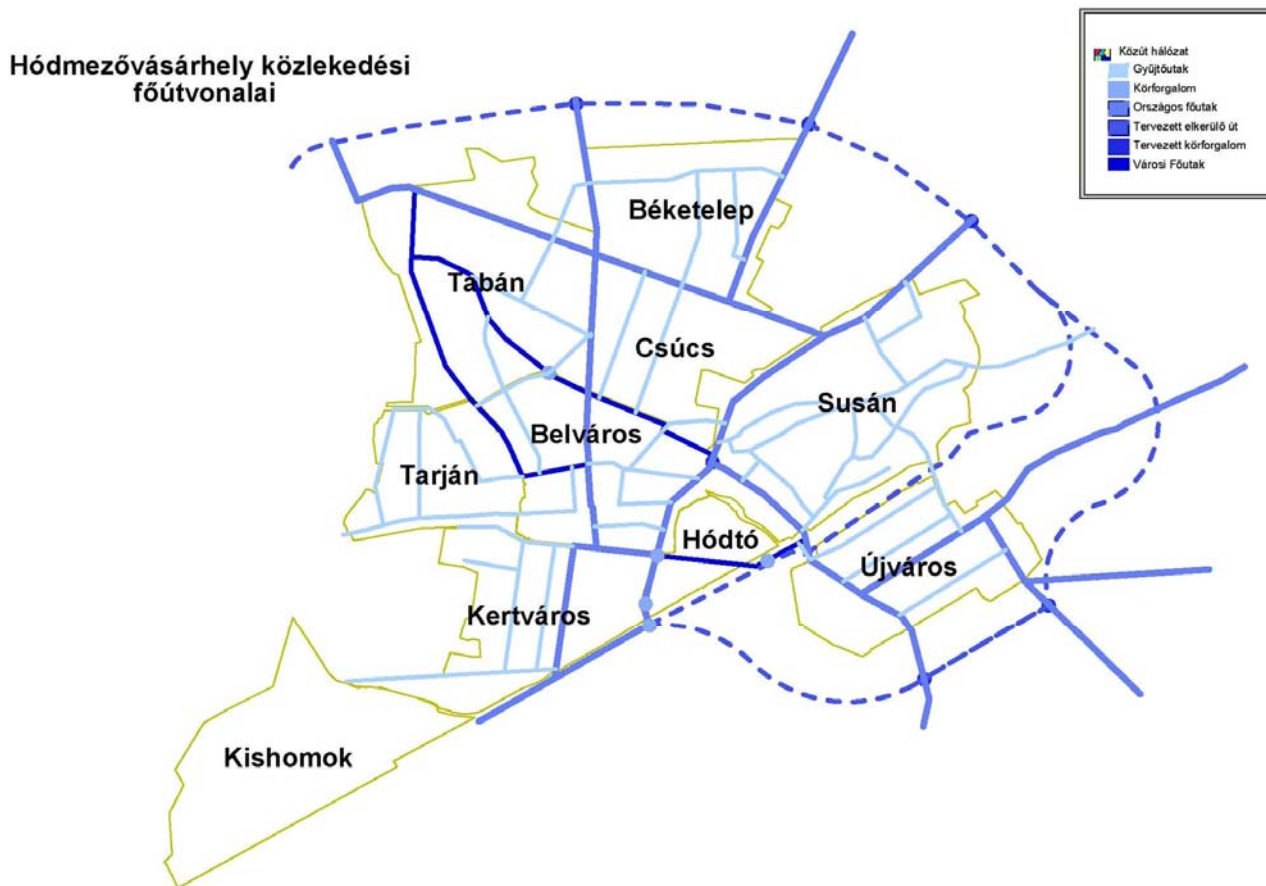 Hódmezővásárhely közlekedési
főútvonalai
Közút hálózat
Gyűjtőutak
Körforgalom
Országos főutak
Tervezett elkerülő út
Tervezett körforgalom
Városi Főutak
Béketelep
Tabán
Csúcs
Susán
Belváros
Tarján
Hódtó
Újváros
Kertváros
Kishomok